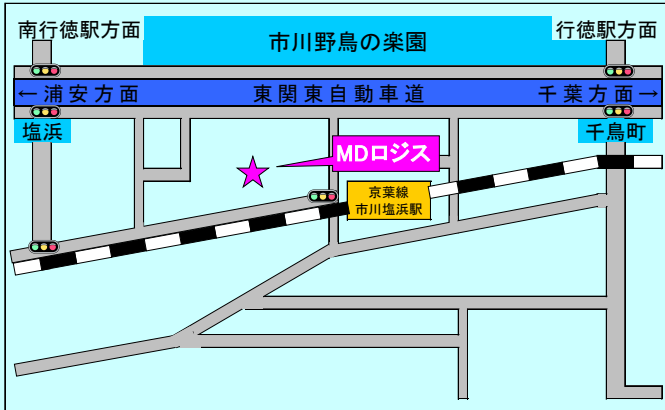 南行徳駅方面
行徳駅方面
市川野鳥の楽園
←浦安方面
東関東自動車道
千葉方面→
塩浜
千鳥町
MDロジス
京葉線
市川塩浜駅